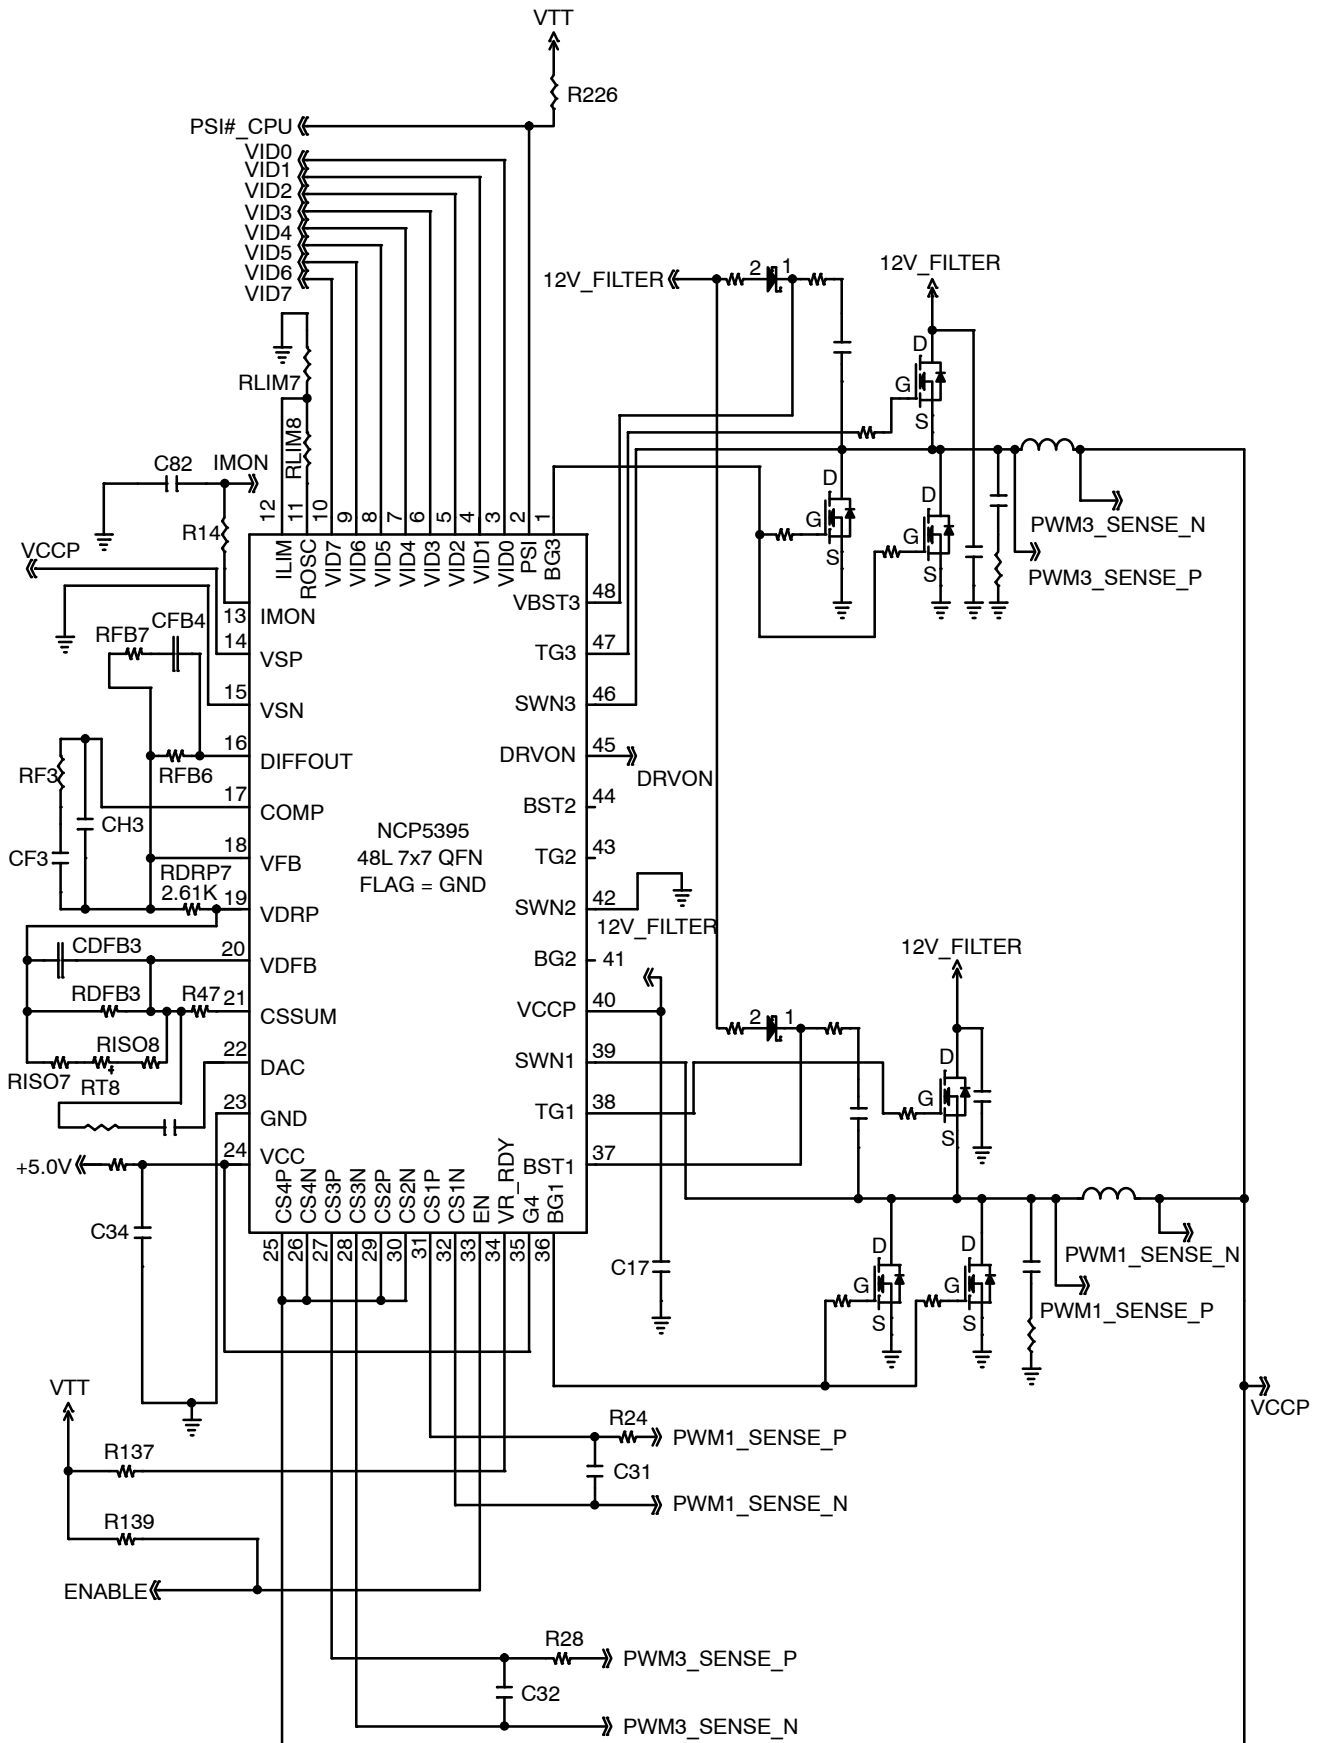 VTT
R226
PSI#_CPU
VID0
VID1
VID2
VID3
VID4
VID5
VID6
VID7
12V_FILTER
2
1
12V_FILTER
D
G
S
RLIM7
RLIM8
C82
IMON
R14
VCCP
12
11
10
9
8
7
6
5
4
3
2
1
ILIM
ROSC
VID7
VID6
VID5
VID4
VID3
VID2
VID1
VID0
PSI
BG3
D
G
S
D
G
S
PWM3_SENSE_N
PWM3_SENSE_P
13
IMON
14
VSP
15
VSN
16
DIFFOUT
17
COMP
18
VFB
19
VDRP
20
VDFB
21
CSSUM
22
DAC
23
GND
24
VCC
RFB7
CFB4
RFB6
RF3
CH3
CF3
RDRP7
2.61K
CDFB3
RDFB3
R47
RISO8
RISO7
RT8
+5.0V
C34
NCP5395
48L 7x7 QFN
FLAG = GND
VBST3
48
TG3
47
SWN3
46
DRVON
45
DRVON
BST2
44
TG2
43
SWN2
42
12V_FILTER
BG2
41
VCCP
40
SWN1
39
TG1
38
BST1
37
2
1
12V_FILTER
D
G
S
CS4P
CS4N
CS3P
CS3N
CS2P
CS2N
CS1P
CS1N
EN
VR_RDY
G4
BG1
25
26
27
28
29
30
31
32
33
34
35
36
C17
D
G
S
D
G
S
PWM1_SENSE_N
PWM1_SENSE_P
VCCP
VTT
R137
R139
ENABLE
R24
PWM1_SENSE_P
C31
PWM1_SENSE_N
R28
PWM3_SENSE_P
C32
PWM3_SENSE_N